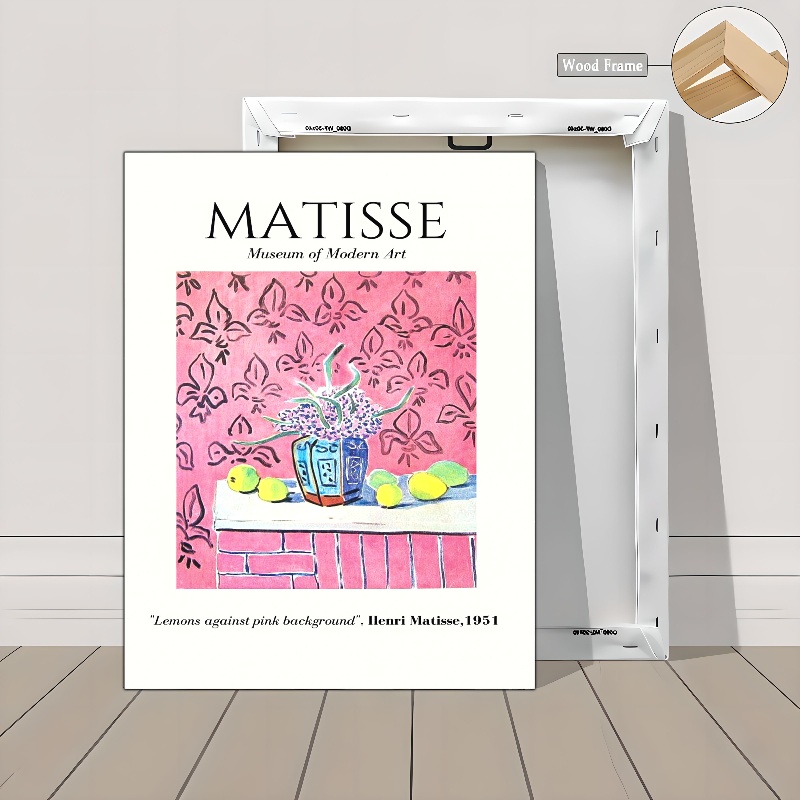 Wood Frame
MATISSE
Museum of Modern Art
"Lemons against pink background", Henri Matisse,1951